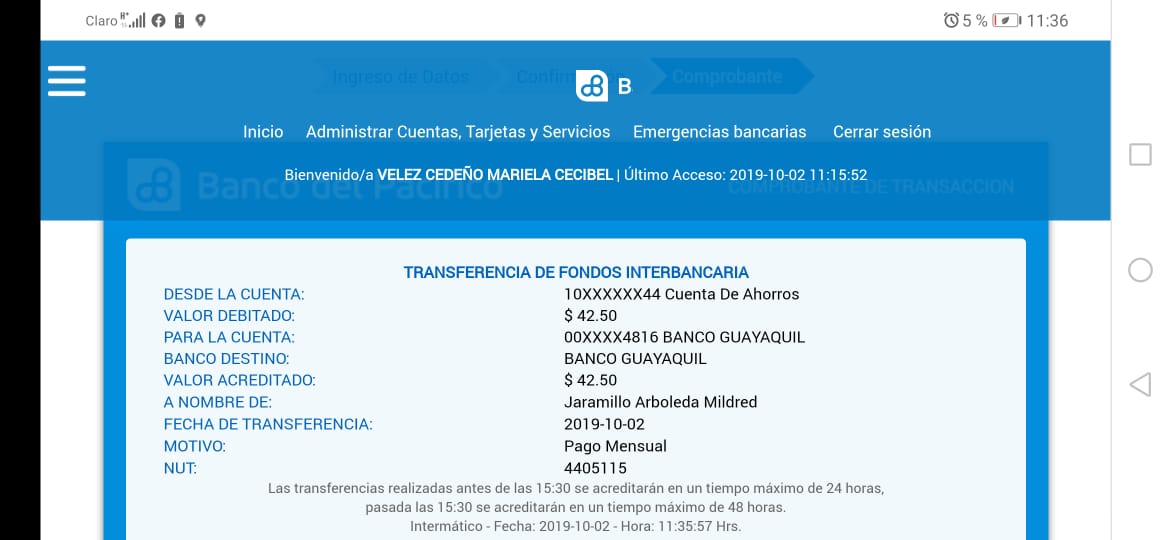 Claro 5 % 11:36
Ingreso de Datos Comprobante
B
Inicio Administrar Cuentas, Tarjetas y Servicios Emergencias bancarias Cerrar sesión
Bienvenido/a VELEZ CEDEÑO MARIELA CECIBEL | Último Acceso: 2019-10-02 11:15:52
Banco del Pacífico COMPROBANTE DE TRANSACCION
TRANSFERENCIA DE FONDOS INTERBANCARIA
DESDE LA CUENTA: 10XXXXXX44 Cuenta De Ahorros
VALOR DEBITADO: $ 42.50
PARA LA CUENTA: 00XXXX4816 BANCO GUAYAQUIL
BANCO DESTINO: BANCO GUAYAQUIL
VALOR ACREDITADO: $ 42.50
A NOMBRE DE: Jaramillo Arboleda Mildred
FECHA DE TRANSFERENCIA: 2019-10-02
MOTIVO: Pago Mensual
NUT: 4405115
Las transferencias realizadas antes de las 15:30 se acreditarán en un tiempo máximo de 24 horas,
pasada las 15:30 se acreditarán en un tiempo máximo de 48 horas.
Intermático - Fecha: 2019-10-02 - Hora: 11:35:57 Hrs.